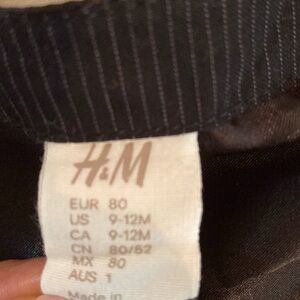 H&M
EUR 80
US 9-12M
CA 9-12M
CN 80/52
MX 80
AUS 1
Made in